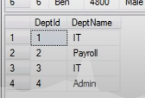 6 6 Ben 4800 Male
DeptId DeptName
1 1 IT
2 2 Payroll
3 3 IT
4 4 Admin